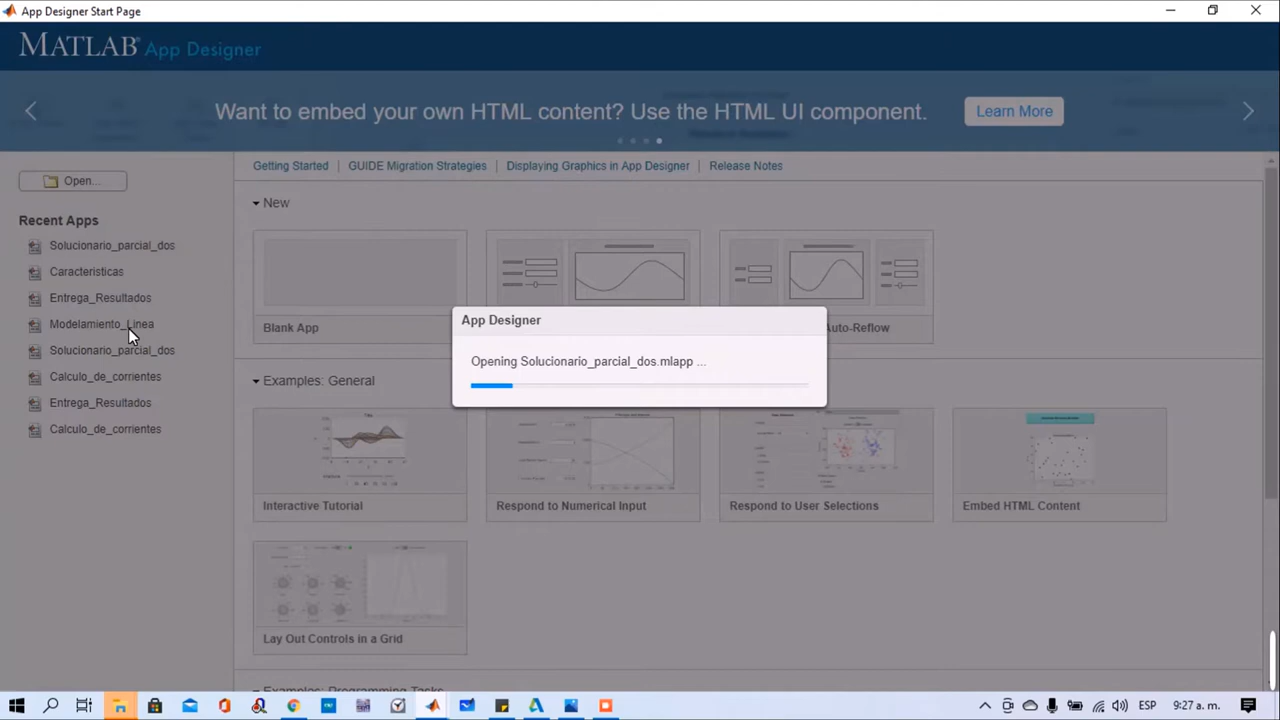 App Designer Start Page
MATLAB® App Designer
Want to embed your own HTML content? Use the HTML UI component.
Learn More
Open...
Getting Started | GUIDE Migration Strategies | Displaying Graphics in App Designer | Release Notes
Recent Apps
Solucionario_parcial_dos
Caracteristicas
Entrega_Resultados
Modelamiento_Linea
Solucionario_parcial_dos
Calculo_de_corrientes
Entrega_Resultados
Calculo_de_corrientes
New
Blank App
Auto-Reflow
App Designer
Opening Solucionario_parcial_dos.mlapp ...
Examples: General
Interactive Tutorial
Respond to Numerical Input
Respond to User Selections
Embed HTML Content
Lay Out Controls in a Grid
Examples: Programming Tasks
ESP
9:27 a. m.